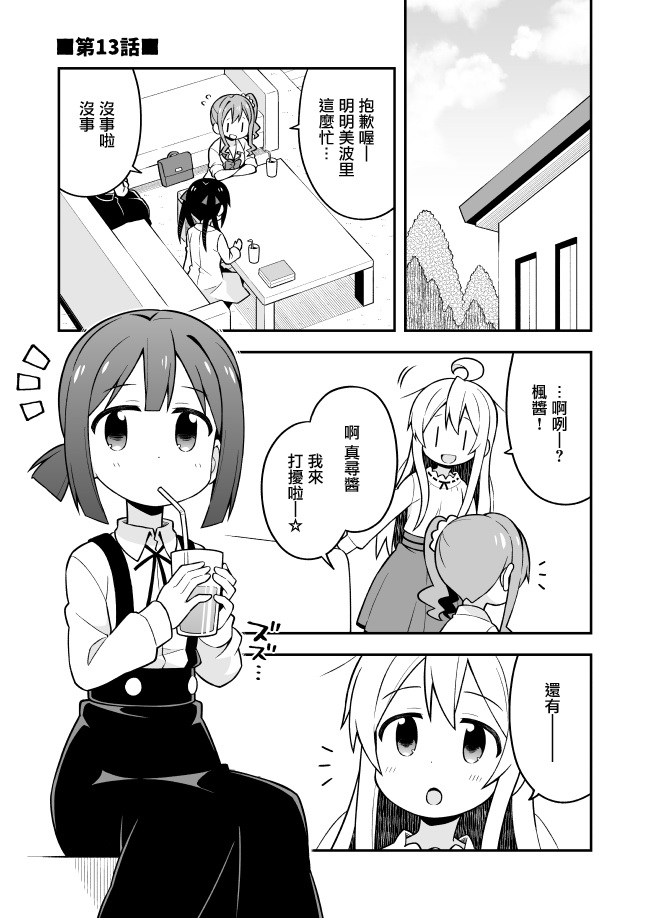 ■第13話■
抱歉喔—
明明美波里
這麼忙…
沒事啦
沒事
…啊咧—?
楓醬!
啊 真尋醬
我來
打擾啦—☆
ズズ…
還有——